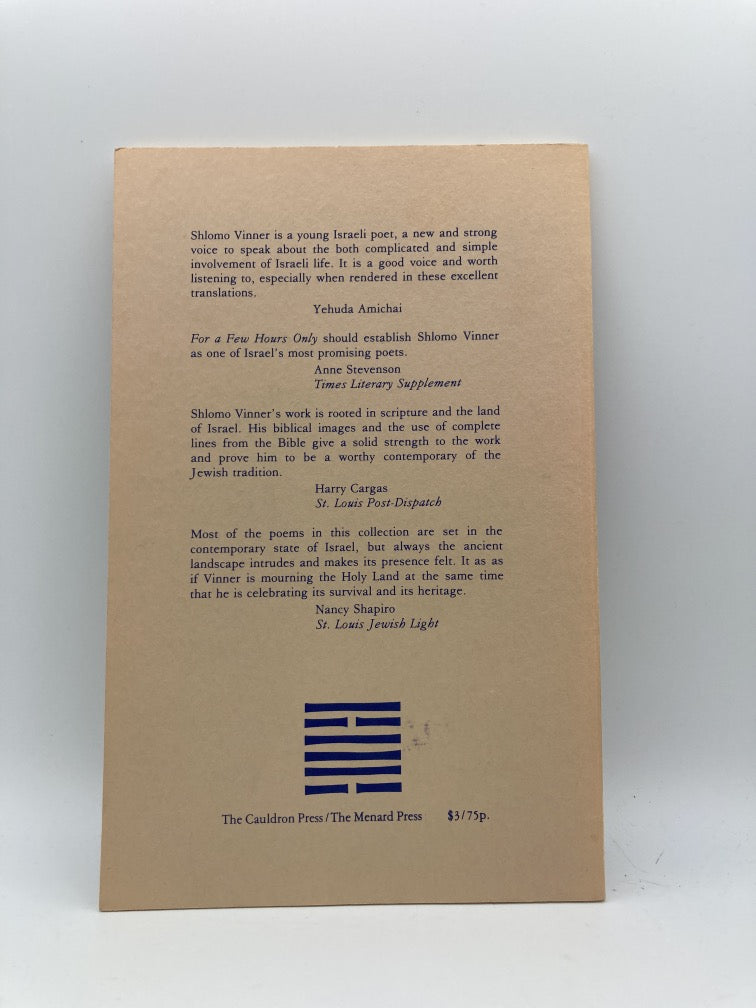 Shlomo Vinner is a young Israeli poet, a new and strong
voice to speak about the both complicated and simple
involvement of Israeli life. It is a good voice and worth
listening to, especially when rendered in these excellent
translations.
Yehuda Amichai
For a Few Hours Only should establish Shlomo Vinner
as one of Israel's most promising poets.
Anne Stevenson
Times Literary Supplement
Shlomo Vinner's work is rooted in scripture and the land
of Israel. His biblical images and the use of complete
lines from the Bible give a solid strength to the work
and prove him to be a worthy contemporary of the
Jewish tradition.
Harry Cargas
St. Louis Post-Dispatch
Most of the poems in this collection are set in the
contemporary state of Israel, but always the ancient
landscape intrudes and makes its presence felt. It as as
if Vinner is mourning the Holy Land at the same time
that he is celebrating its survival and its heritage.
Nancy Shapiro
St. Louis Jewish Light
The Cauldron Press/The Menard Press $3/75p.